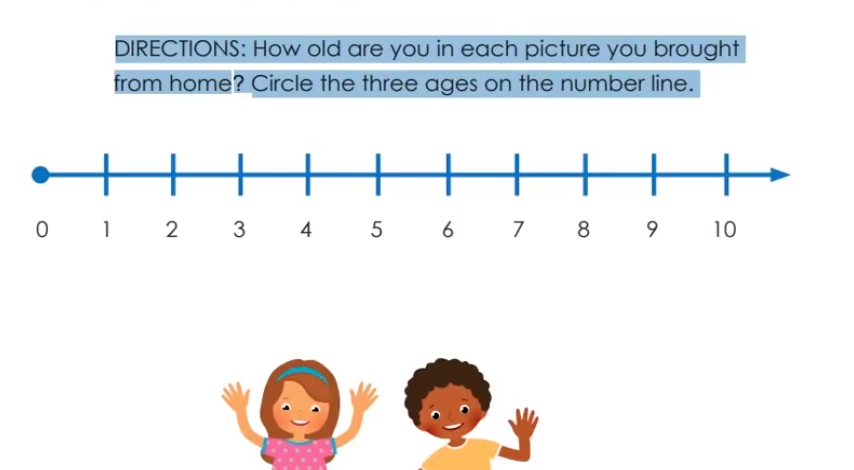 DIRECTIONS: How old are you in each picture you brought
from home? Circle the three ages on the number line.
0 1 2 3 4 5 6 7 8 9 10